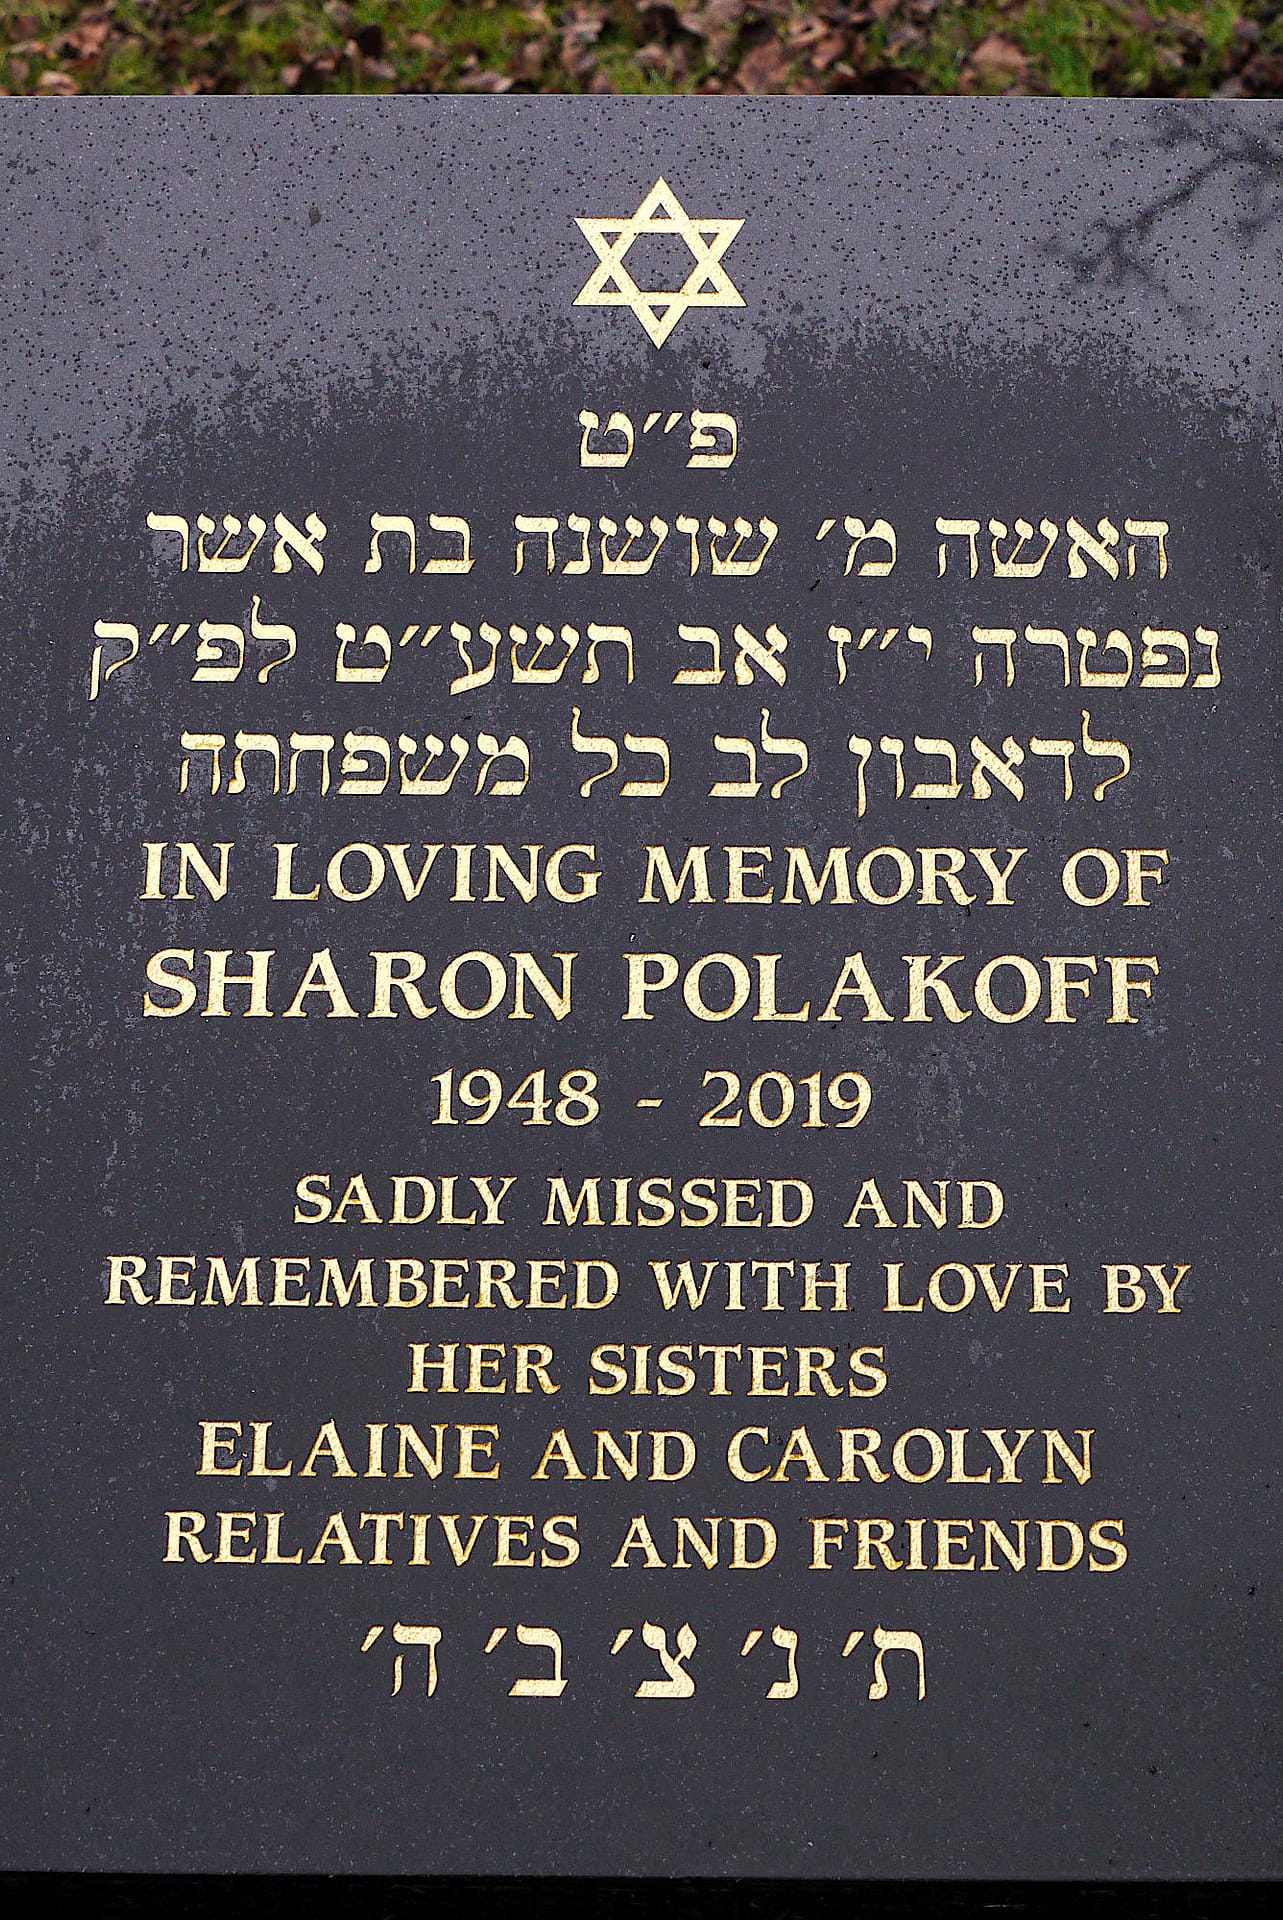 פ״ט
האשה מ׳ שושנה בת אשר
נפטרה י״ז אב תשע״ט לפ״ק
לדאבון לב כל משפחתה
IN LOVING MEMORY OF
SHARON POLAKOFF
1948 - 2019
SADLY MISSED AND
REMEMBERED WITH LOVE BY
HER SISTERS
ELAINE AND CAROLYN
RELATIVES AND FRIENDS
ת׳ נ׳ צ׳ ב׳ ה׳